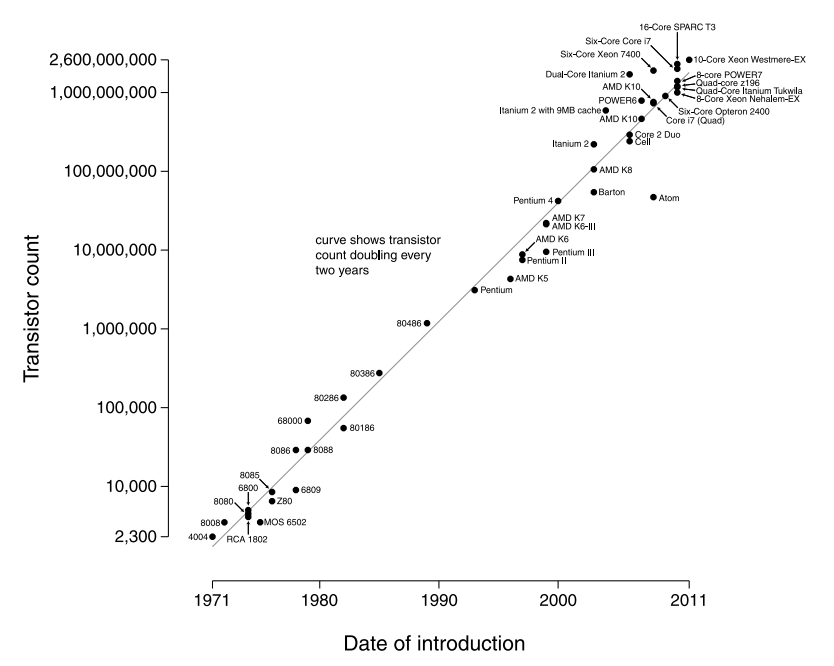 16-Core SPARC T3
Six-Core Core i7
Six-Core Xeon 7400
2,600,000,000
10-Core Xeon Westmere-EX
Dual-Core Itanium 2
8-core POWER7
Quad-core z196
AMD K10
1,000,000,000
Quad-Core Itanium Tukwila
POWER6
8-Core Xeon Nehalem-EX
Itanium 2 with 9MB cache
Six-Core Opteron 2400
AMD K10
Core i7 (Quad)
Core 2 Duo
Itanium 2
Cell
100,000,000
AMD K8
Barton
Atom
Pentium 4
AMD K7
AMD K6-III
curve shows transistor
count doubling every
two years
AMD K6
10,000,000
Pentium III
Pentium II
AMD K5
Pentium
Transistor count
1,000,000
80486
80386
80286
100,000
68000
80186
8086
8088
8085
10,000
6800
6809
8080
Z80
8008
MOS 6502
2,300
4004
RCA 1802
1971
1980
1990
2000
2011
Date of introduction